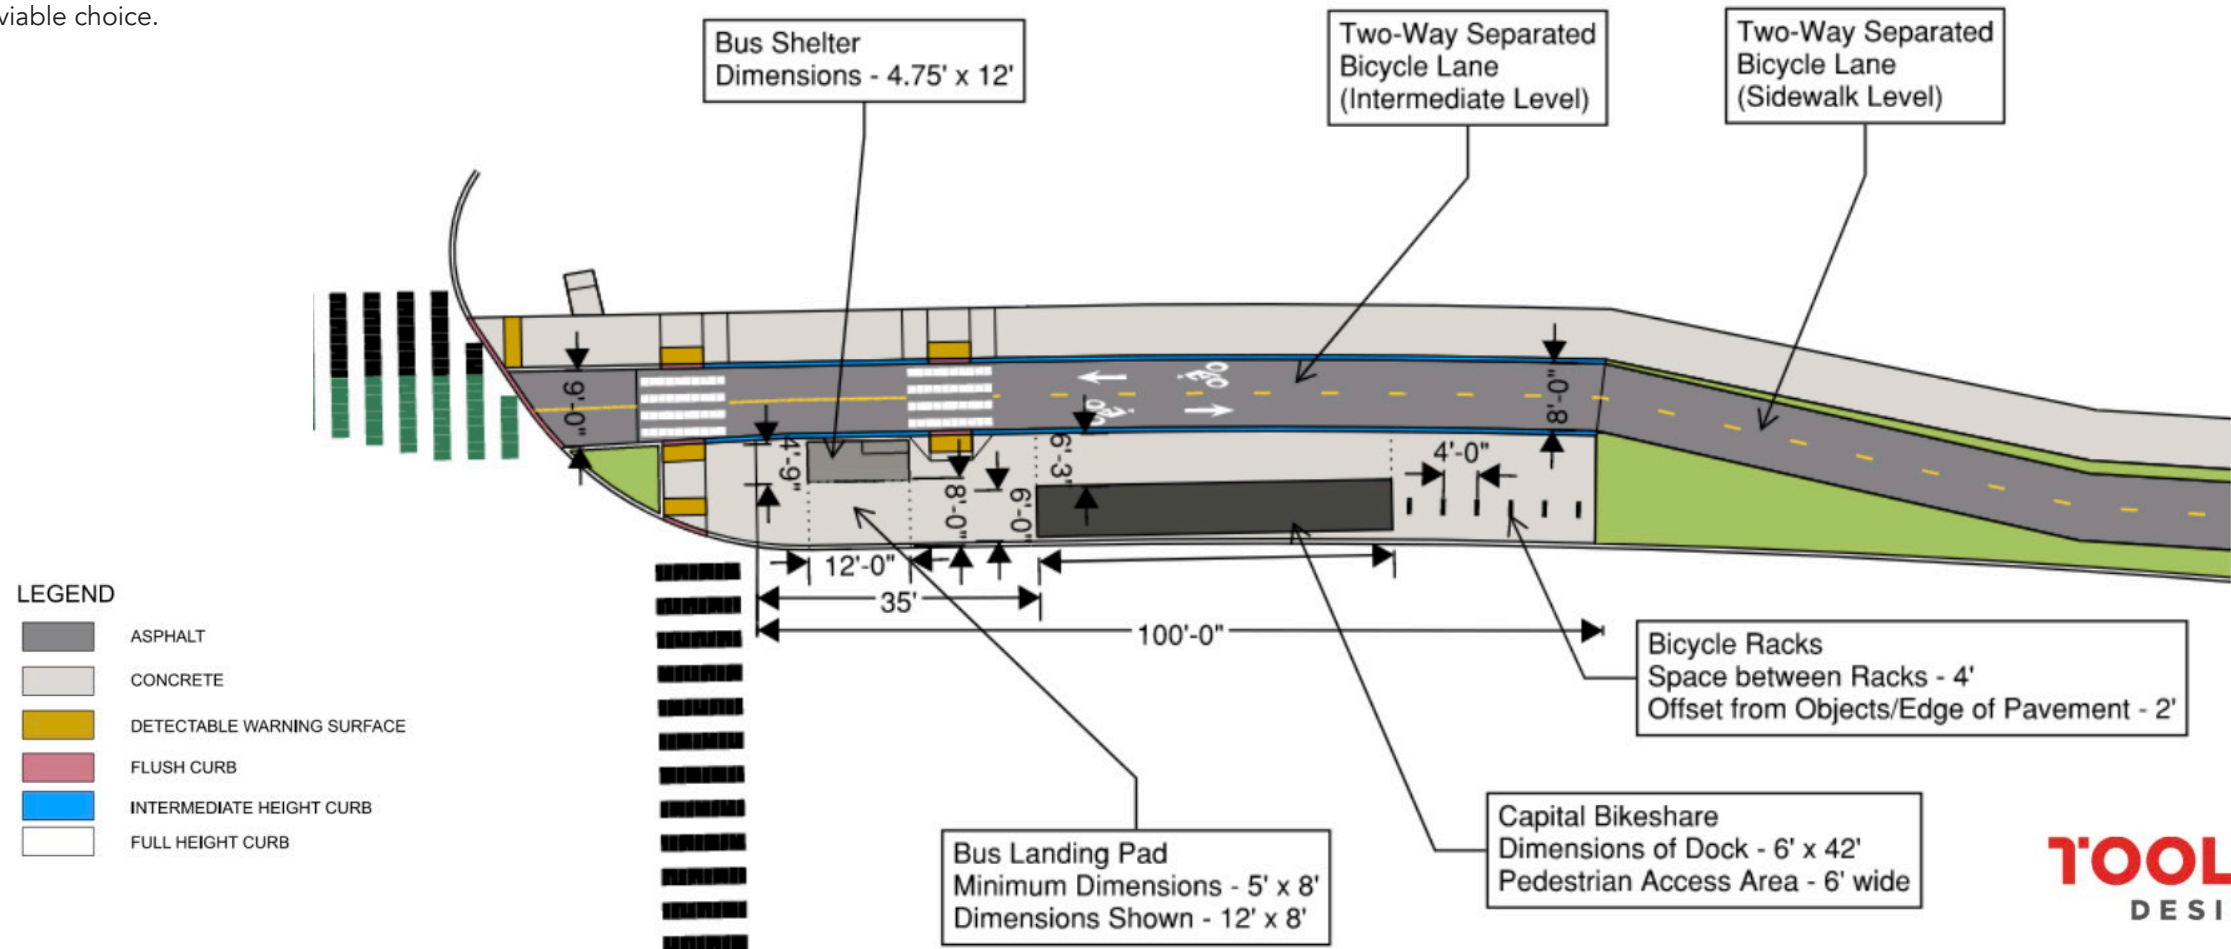 viable choice.
Bus Shelter
Dimensions - 4.75' x 12'
Two-Way Separated
Bicycle Lane
(Intermediate Level)
Two-Way Separated
Bicycle Lane
(Sidewalk Level)
9'-0"
4'-9"
8'-0"
6'-0"
6'-3"
4'-0"
8'-0"
12'-0"
35'
100'-0"
LEGEND
ASPHALT
CONCRETE
DETECTABLE WARNING SURFACE
FLUSH CURB
INTERMEDIATE HEIGHT CURB
FULL HEIGHT CURB
Bicycle Racks
Space between Racks - 4'
Offset from Objects/Edge of Pavement - 2'
Capital Bikeshare
Dimensions of Dock - 6' x 42'
Pedestrian Access Area - 6' wide
Bus Landing Pad
Minimum Dimensions - 5' x 8'
Dimensions Shown - 12' x 8'
TOOL
DESI